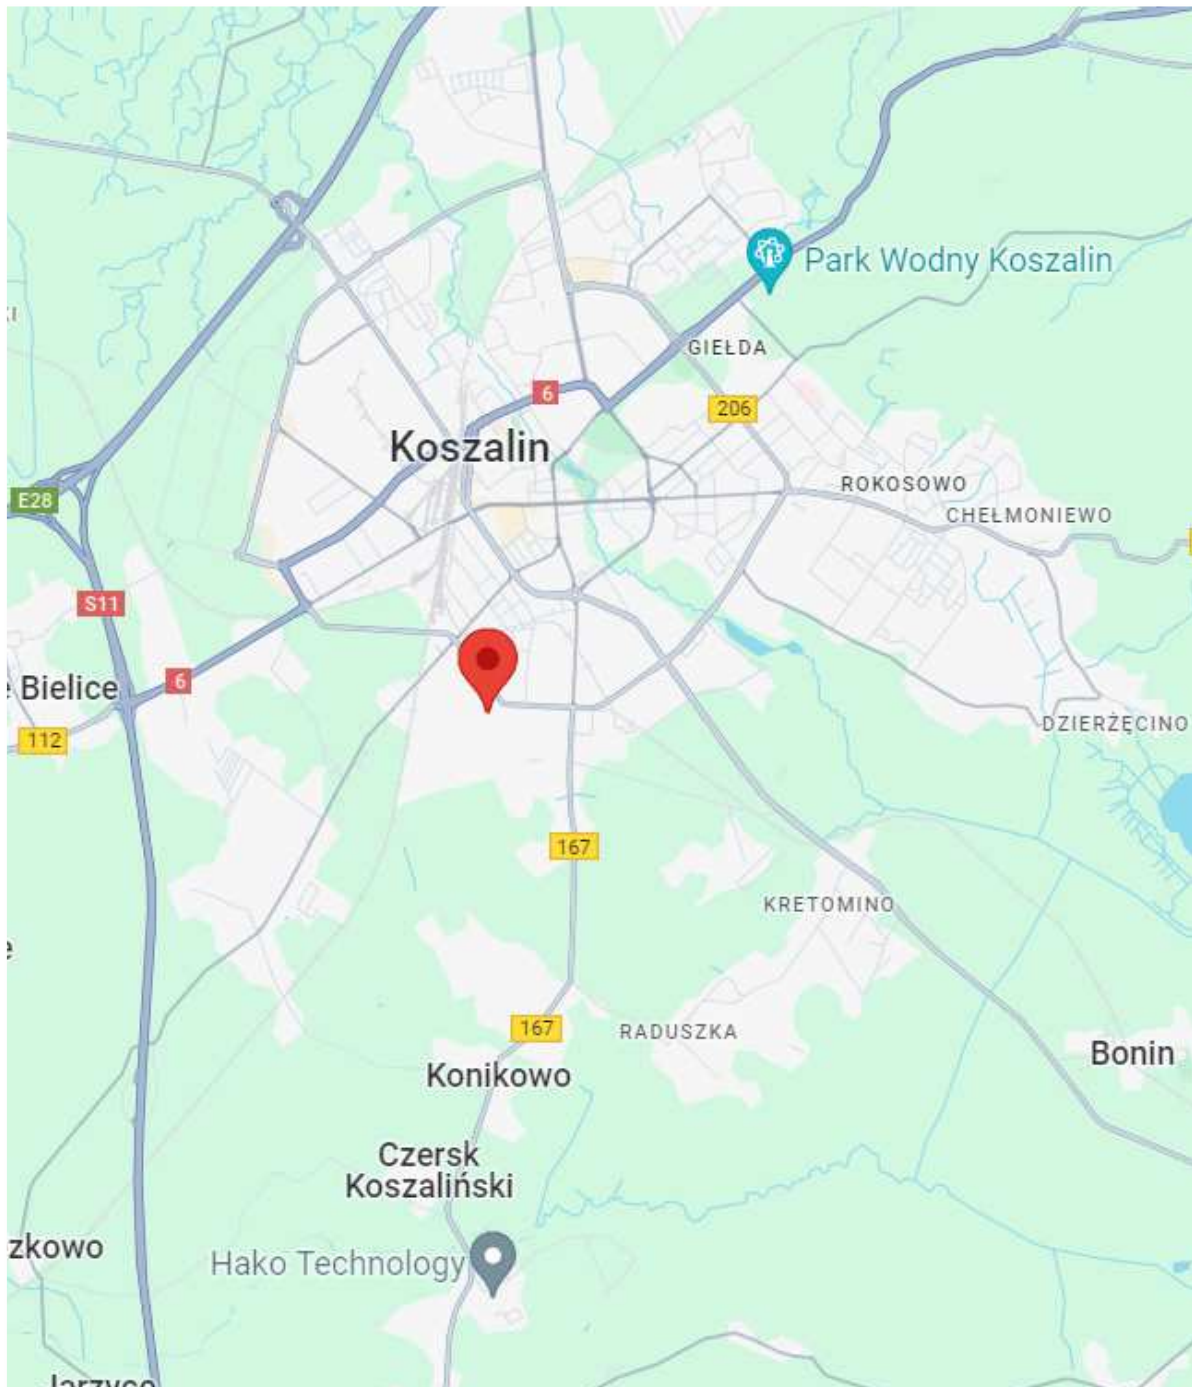 Park Wodny Koszalin
GIEŁDA
6
206
Koszalin
ROKOSOWO
E28
CHEŁMONIEWO
S11
6
Bielice
DZIERŻĘCINO
112
167
KRETOMINO
167
RADUSZKA
Bonin
Konikowo
Czersk
Koszaliński
zkowo
Hako Technology